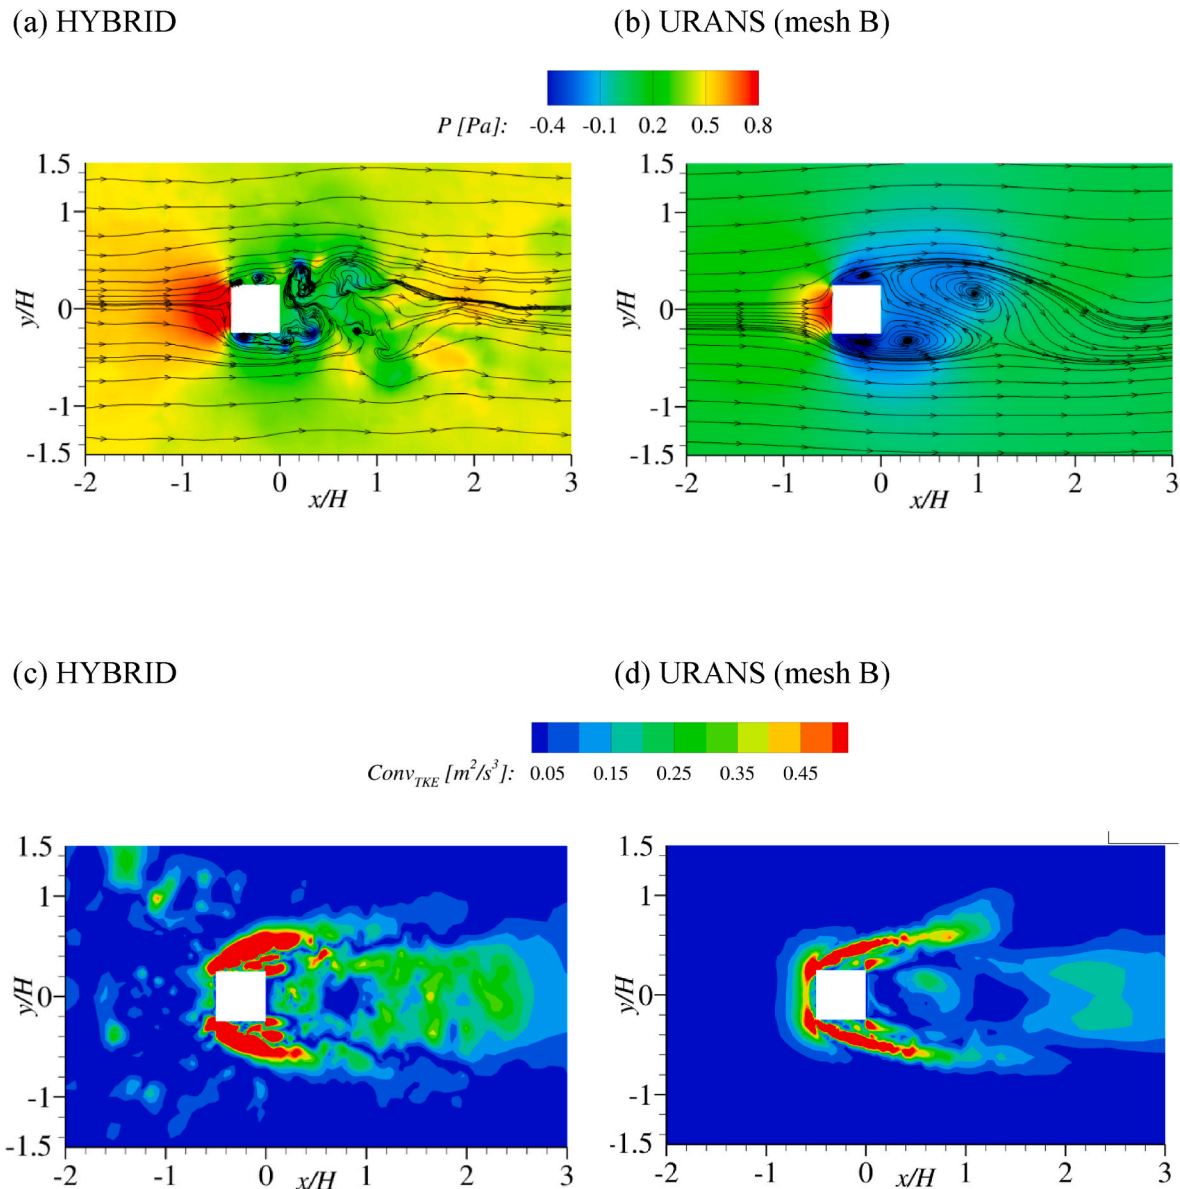 (a) HYBRID
(b) URANS (mesh B)
P [Pa]: -0.4 -0.1 0.2 0.5 0.8
1.5
1
0
-1
-1.5
y/H
-2 -1 0 1 2 3
x/H
1.5
1
0
-1
-1.5
y/H
-2 -1 0 1 2 3
x/H
(c) HYBRID
(d) URANS (mesh B)
Conv_TKE [m²/s³]: 0.05 0.15 0.25 0.35 0.45
1.5
1
0
-1
-1.5
y/H
-2 -1 0 1 2 3
x/H
1.5
1
0
-1
-1.5
y/H
-2 -1 0 1 2 3
x/H